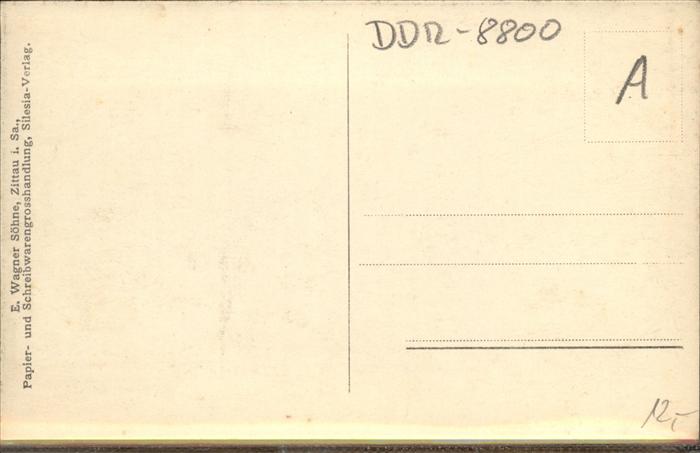 DDR-8800
A
E. Wagner Söhne, Zittau i. Sa.,
Papier- und Schreibwarengrosshandlung, Silesia-Verlag.
12,-